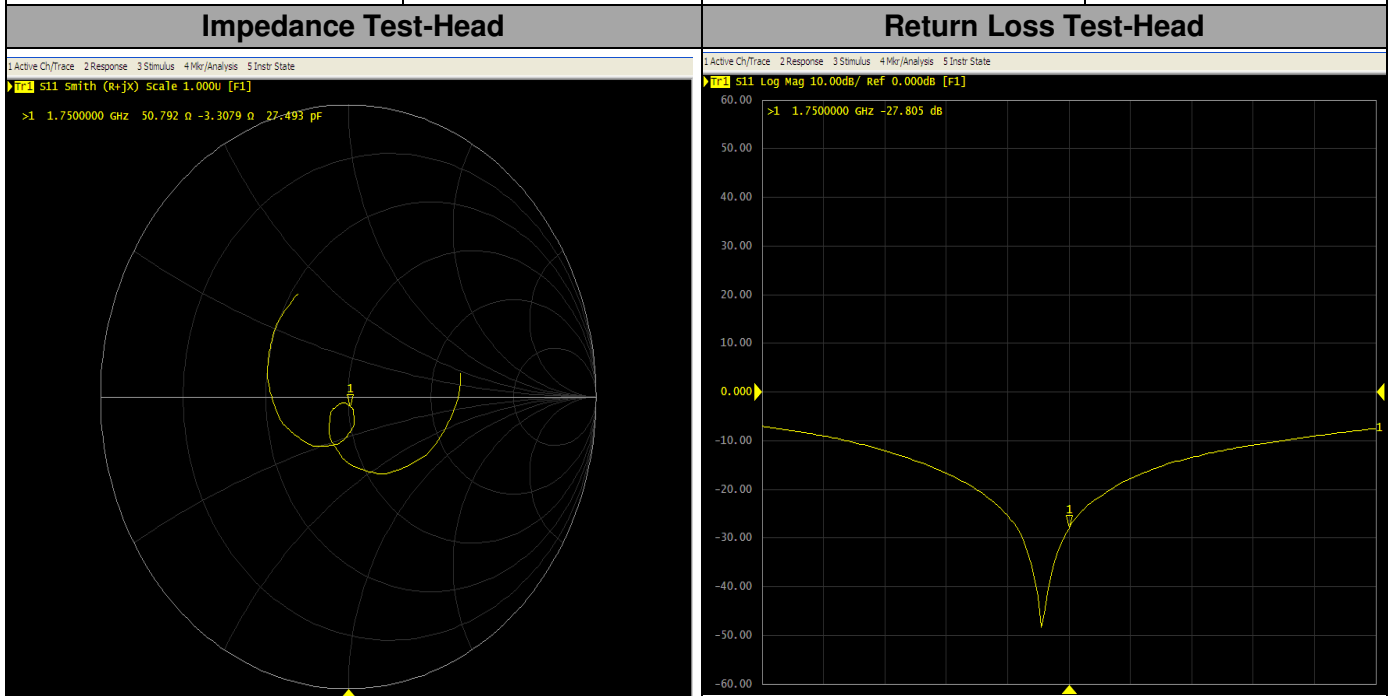 Impedance Test-Head
1 Active Ch/Trace 2 Response 3 Stimulus 4 Mkr/Analysis 5 Instr State
Tr1 S11 Smith (R+jX) Scale 1.000U [F1]
>1 1.7500000 GHz 50.792 Ω -3.3079 Ω 27.493 pF
1
Return Loss Test-Head
1 Active Ch/Trace 2 Response 3 Stimulus 4 Mkr/Analysis 5 Instr State
Tr1 S11 Log Mag 10.00dB/ Ref 0.000dB [F1]
60.00
>1 1.7500000 GHz -27.805 dB
50.00
40.00
30.00
20.00
10.00
0.000
-10.00
1
-20.00
1
-30.00
-40.00
-50.00
-60.00